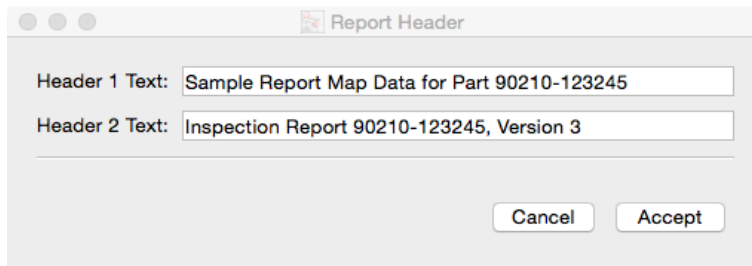 Report Header
Header 1 Text: Sample Report Map Data for Part 90210-123245
Header 2 Text: Inspection Report 90210-123245, Version 3
Cancel Accept